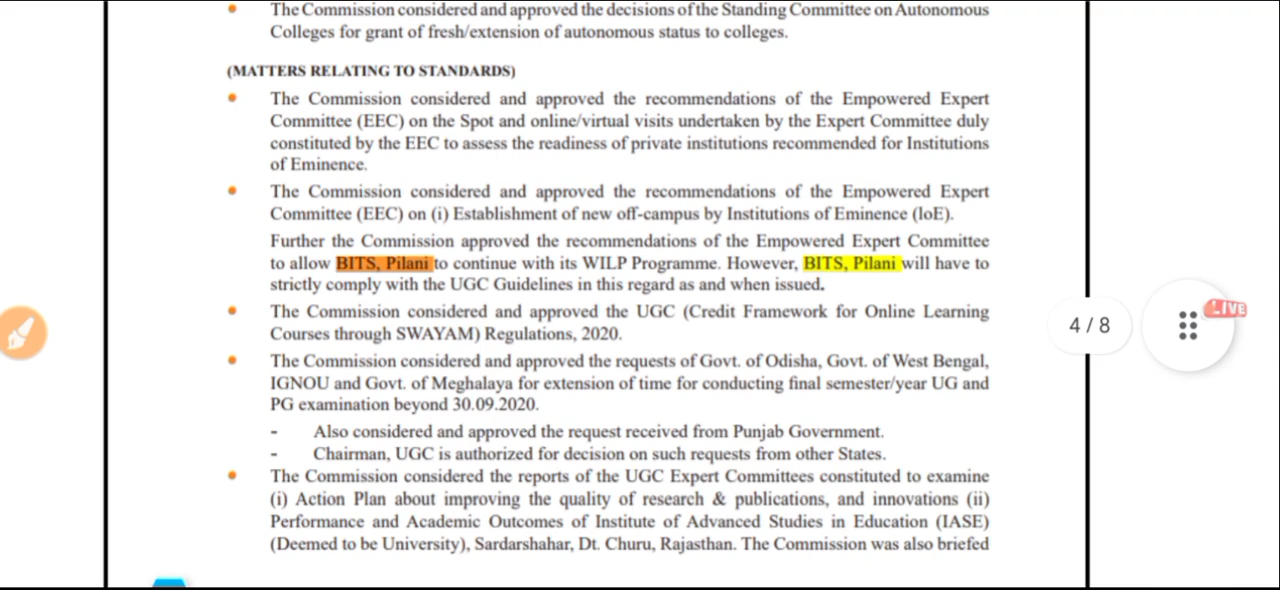 The Commission considered and approved the decisions of the Standing Committee on Autonomous
Colleges for grant of fresh/extension of autonomous status to colleges.
(MATTERS RELATING TO STANDARDS)
The Commission considered and approved the recommendations of the Empowered Expert
Committee (EEC) on the Spot and online/virtual visits undertaken by the Expert Committee duly
constituted by the EEC to assess the readiness of private institutions recommended for Institutions
of Eminence.
The Commission considered and approved the recommendations of the Empowered Expert
Committee (EEC) on (i) Establishment of new off-campus by Institutions of Eminence (loE).
Further the Commission approved the recommendations of the Empowered Expert Committee
to allow BITS, Pilani to continue with its WILP Programme. However, BITS, Pilani will have to
strictly comply with the UGC Guidelines in this regard as and when issued.
The Commission considered and approved the UGC (Credit Framework for Online Learning
Courses through SWAYAM) Regulations, 2020.
The Commission considered and approved the requests of Govt. of Odisha, Govt. of West Bengal,
IGNOU and Govt. of Meghalaya for extension of time for conducting final semester/year UG and
PG examination beyond 30.09.2020.
- Also considered and approved the request received from Punjab Government.
- Chairman, UGC is authorized for decision on such requests from other States.
The Commission considered the reports of the UGC Expert Committees constituted to examine
(i) Action Plan about improving the quality of research & publications, and innovations (ii)
Performance and Academic Outcomes of Institute of Advanced Studies in Education (IASE)
(Deemed to be University), Sardarshahar, Dt. Churu, Rajasthan. The Commission was also briefed
4 / 8
LIVE